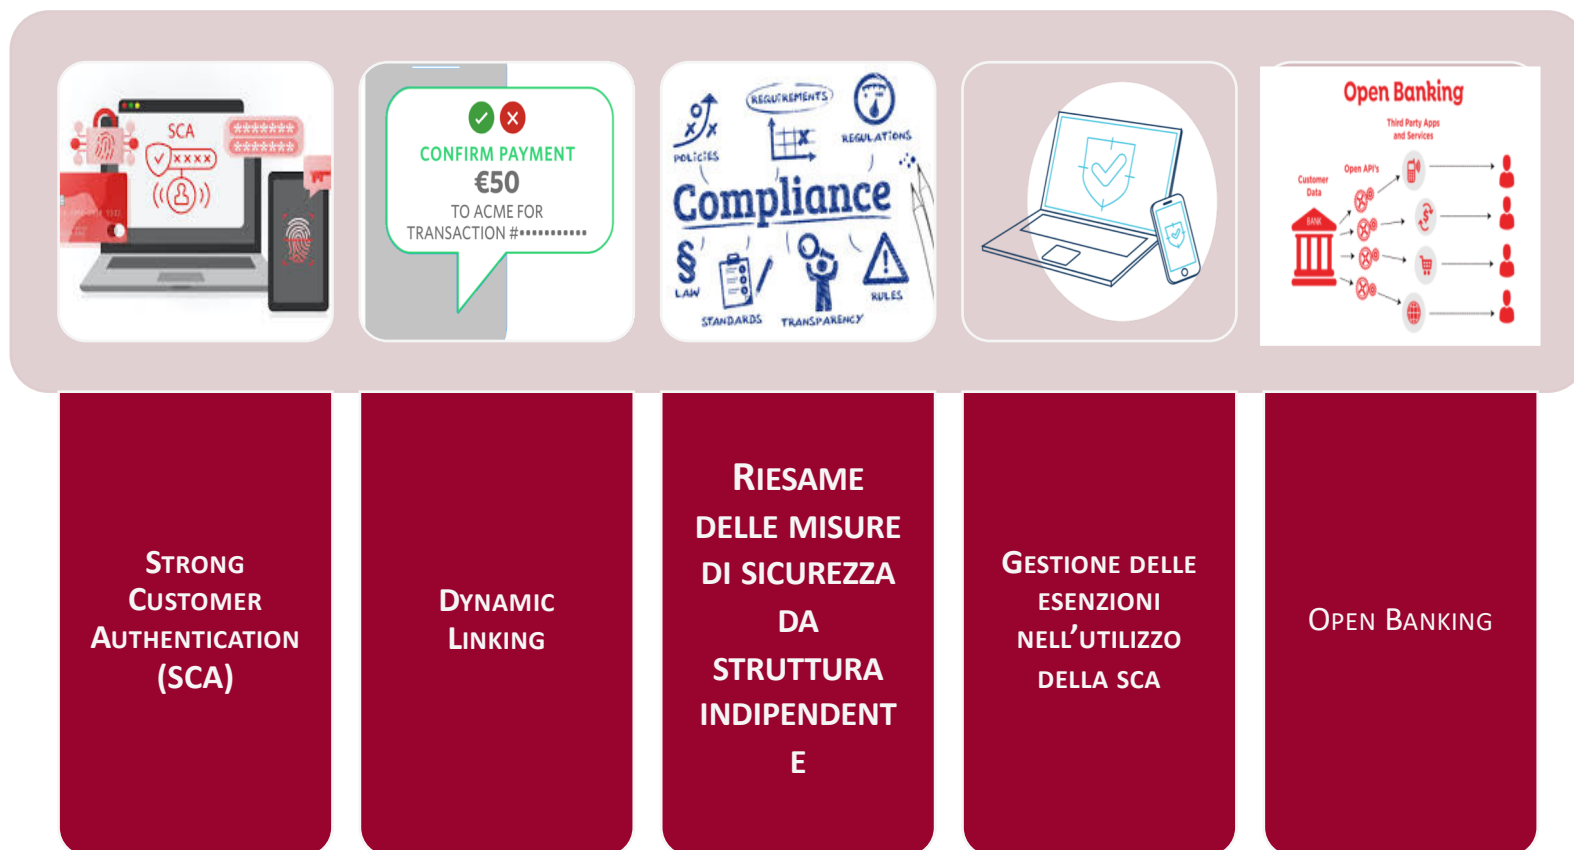 SCA
XXXX
*******
*******
CONFIRM PAYMENT
€50
TO ACME FOR
TRANSACTION #•••••••••••
REQUIREMENTS
POLICIES
REGULATIONS
Compliance
§
LAW
STANDARDS
TRANSPARENCY
RULES
Open Banking
Third Party Apps
and Services
Customer
Data
Open API's
BANK
STRONG
CUSTOMER
AUTHENTICATION
(SCA)
DYNAMIC
LINKING
RIESAME
DELLE MISURE
DI SICUREZZA
DA
STRUTTURA
INDIPENDENT
E
GESTIONE DELLE
ESENZIONI
NELL'UTILIZZO
DELLA SCA
OPEN BANKING